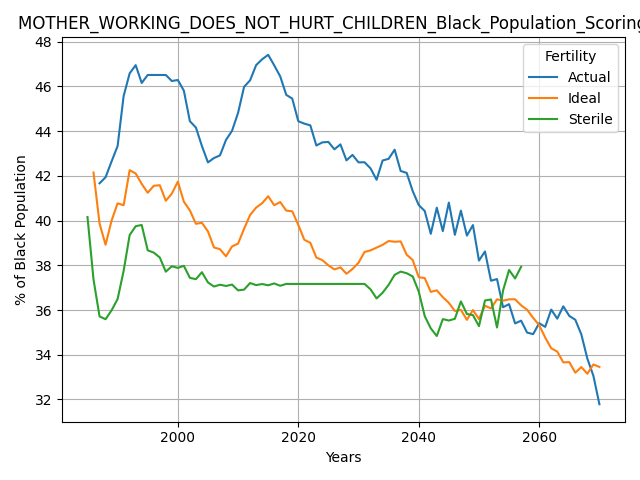 MOTHER_WORKING_DOES_NOT_HURT_CHILDREN_Black_Population_Scoring
48
46
44
42
40
38
36
34
32
% of Black Population
Fertility
Actual
Ideal
Sterile
2000
2020
2040
2060
Years